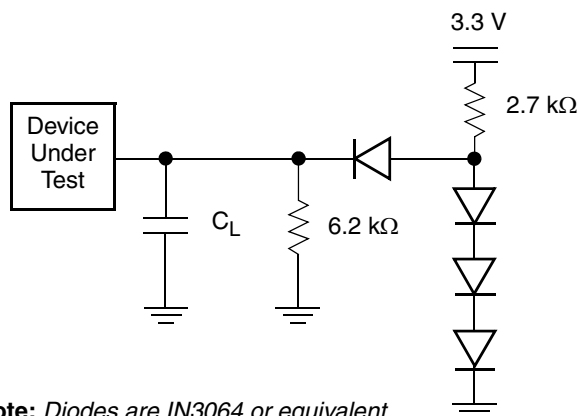 3.3 V
2.7 kΩ
Device
Under
Test
C_L
6.2 kΩ
ote: Diodes are IN3064 or equivalent